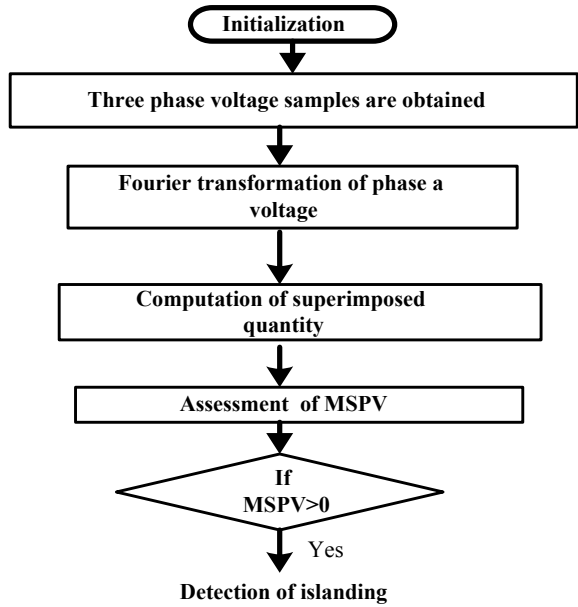 Initialization
Three phase voltage samples are obtained
Fourier transformation of phase a
voltage
Computation of superimposed
quantity
Assessment of MSPV
If
MSPV>0
Yes
Detection of islanding